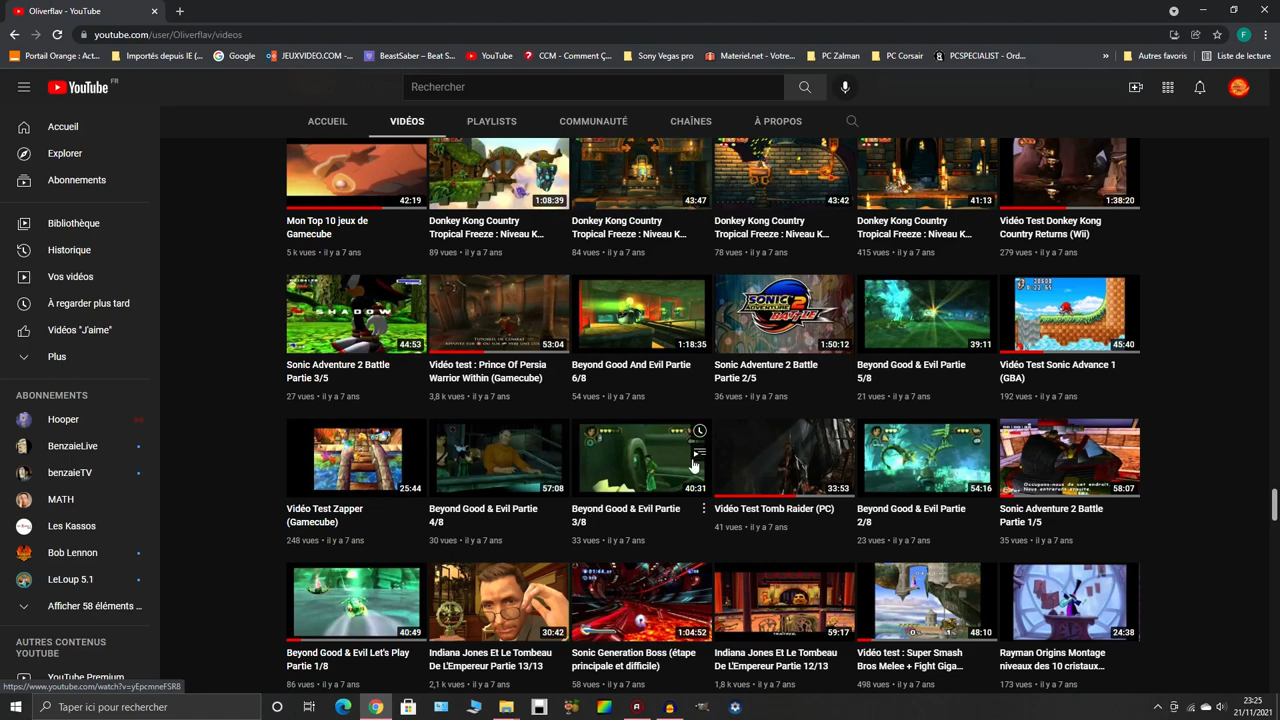 Oliverflav - YouTube
youtube.com/user/Oliverflav/videos
Portail Orange : Act... Importés depuis IE (... Google JEUXVIDEO.COM -... BeastSaber – Beat S... YouTube CCM - Comment Ç... Sony Vegas pro Materiel.net - Votre... PC Zalman PC Corsair PCSPECIALIST - Ord... » Autres favoris Liste de lecture
YouTube FR Rechercher
ACCUEIL VIDÉOS PLAYLISTS COMMUNAUTÉ CHAÎNES À PROPOS
Accueil
Explorer
Abonnements
Bibliothèque
Historique
Vos vidéos
À regarder plus tard
Vidéos "J'aime"
Plus
ABONNEMENTS
Hooper
BenzaieLive
benzaieTV
MATH
Les Kassos
Bob Lennon
LeLoup 5.1
Afficher 58 éléments ...
AUTRES CONTENUS
YOUTUBE
YouTube Premium
42:19 1:08:39 43:47 43:42 41:13 1:38:20
Mon Top 10 jeux de
Gamecube
5 k vues • il y a 7 ans
Donkey Kong Country
Tropical Freeze : Niveau K...
89 vues • il y a 7 ans
Donkey Kong Country
Tropical Freeze : Niveau K...
84 vues • il y a 7 ans
Donkey Kong Country
Tropical Freeze : Niveau K...
78 vues • il y a 7 ans
Donkey Kong Country
Tropical Freeze : Niveau K...
415 vues • il y a 7 ans
Vidéo Test Donkey Kong
Country Returns (Wii)
279 vues • il y a 7 ans
SHADOW
SONIC
ADVENTURE 2
BATTLE
44:53 53:04 1:18:35 1:50:12 39:11 45:40
Sonic Adventure 2 Battle
Partie 3/5
27 vues • il y a 7 ans
Vidéo test : Prince Of Persia
Warrior Within (Gamecube)
3,8 k vues • il y a 7 ans
Beyond Good And Evil Partie
6/8
54 vues • il y a 7 ans
Sonic Adventure 2 Battle
Partie 2/5
36 vues • il y a 7 ans
Beyond Good & Evil Partie
5/8
21 vues • il y a 7 ans
Vidéo Test Sonic Advance 1
(GBA)
192 vues • il y a 7 ans
25:44 57:08 40:31 33:53 54:16 58:07
Vidéo Test Zapper
(Gamecube)
248 vues • il y a 7 ans
Beyond Good & Evil Partie
4/8
30 vues • il y a 7 ans
Beyond Good & Evil Partie
3/8
33 vues • il y a 7 ans
Vidéo Test Tomb Raider (PC)
41 vues • il y a 7 ans
Beyond Good & Evil Partie
2/8
23 vues • il y a 7 ans
Sonic Adventure 2 Battle
Partie 1/5
35 vues • il y a 7 ans
40:49 30:42 1:04:52 59:17 48:10 24:38
Beyond Good & Evil Let's Play
Partie 1/8
86 vues • il y a 7 ans
Indiana Jones Et Le Tombeau
De L'Empereur Partie 13/13
2,1 k vues • il y a 7 ans
Sonic Generation Boss (étape
principale et difficile)
58 vues • il y a 7 ans
Indiana Jones Et Le Tombeau
De L'Empereur Partie 12/13
1,8 k vues • il y a 7 ans
Vidéo test : Super Smash
Bros Melee + Fight Giga...
498 vues • il y a 7 ans
Rayman Origins Montage
niveaux des 10 cristaux...
173 vues • il y a 7 ans
https://www.youtube.com/watch?v=yEpcmneFSR8
Taper ici pour rechercher
23:25
21/11/2021